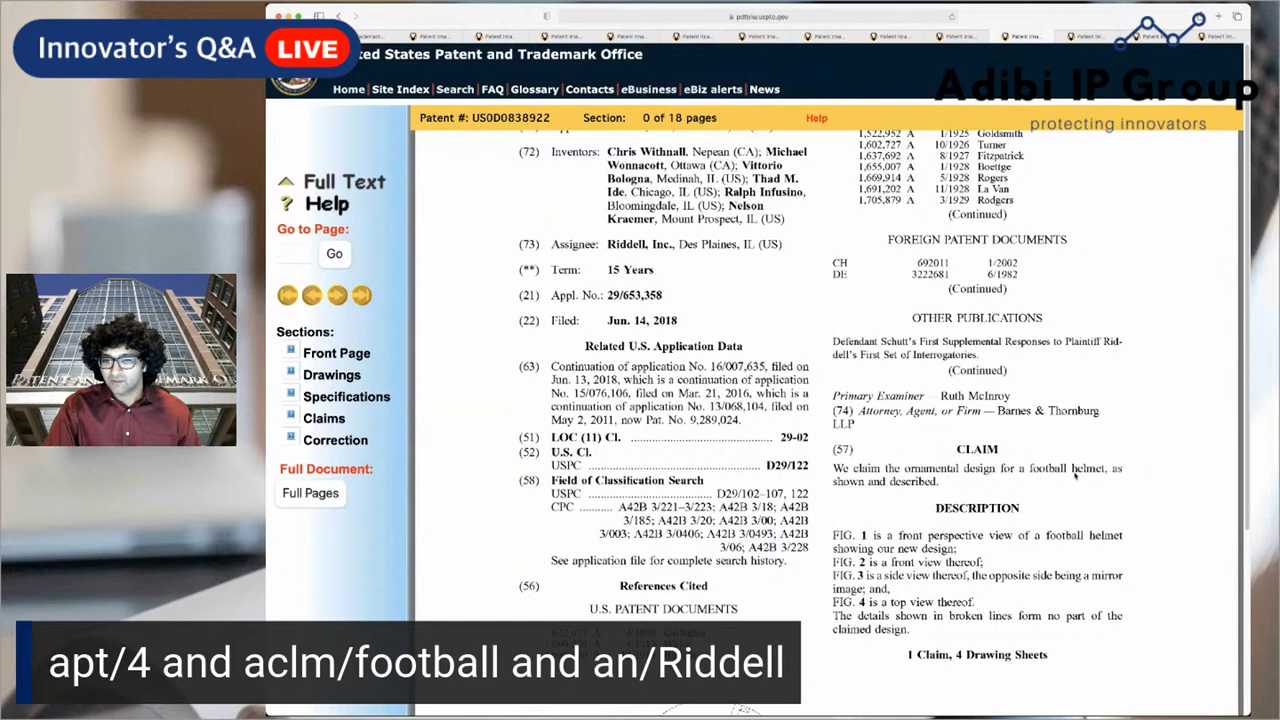 Innovator's Q&A LIVE
pdfpiw.uspto.gov
ted States Patent and Trademark Office
Home | Site Index | Search | FAQ | Glossary | Contacts | eBusiness | eBiz alerts | News
Adibi IP Group
protecting innovators
Patent #: US0D0838922 Section: 0 of 18 pages Help
Full Text
? Help
Go to Page:
Go
Sections:
Front Page
Drawings
Specifications
Claims
Correction
Full Document:
Full Pages
(72) Inventors: Chris Withnall, Nepean (CA); Michael
Wonnacott, Ottawa (CA); Vittorio
Bologna, Medinah, IL (US); Thad M.
Ide, Chicago, IL (US); Ralph Infusino,
Bloomingdale, IL (US); Nelson
Kraemer, Mount Prospect, IL (US)
(73) Assignee: Riddell, Inc., Des Plaines, IL (US)
(**) Term: 15 Years
(21) Appl. No.: 29/653,358
(22) Filed: Jun. 14, 2018
Related U.S. Application Data
(63) Continuation of application No. 16/007,635, filed on
Jun. 13, 2018, which is a continuation of application
No. 15/076,106, filed on Mar. 21, 2016, which is a
continuation of application No. 13/068,104, filed on
May 2, 2011, now Pat. No. 9,289,024.
(51) LOC (11) Cl. ................................. 29-02
(52) U.S. Cl.
USPC ................................. D29/122
(58) Field of Classification Search
USPC ................................. D29/102–107, 122
CPC .......... A42B 3/221–3/223; A42B 3/18; A42B
3/185; A42B 3/20; A42B 3/00; A42B
3/003; A42B 3/0406; A42B 3/0493; A42B
3/06; A42B 3/228
See application file for complete search history.
(56) References Cited
U.S. PATENT DOCUMENTS
1,522,952 A 1/1925 Goldsmith
1,602,727 A 10/1926 Turner
1,637,692 A 8/1927 Fitzpatrick
1,655,007 A 1/1928 Boettge
1,669,914 A 5/1928 Rogers
1,691,202 A 11/1928 La Van
1,705,879 A 3/1929 Rodgers
(Continued)
FOREIGN PATENT DOCUMENTS
CH 692011 1/2002
DE 3222681 6/1982
(Continued)
OTHER PUBLICATIONS
Defendant Schutt's First Supplemental Responses to Plaintiff Rid-
dell's First Set of Interrogatories.
(Continued)
Primary Examiner — Ruth McInroy
(74) Attorney, Agent, or Firm — Barnes & Thornburg
LLP
(57) CLAIM
We claim the ornamental design for a football helmet, as
shown and described.
DESCRIPTION
FIG. 1 is a front perspective view of a football helmet
showing our new design;
FIG. 2 is a front view thereof;
FIG. 3 is a side view thereof, the opposite side being a mirror
image; and,
FIG. 4 is a top view thereof.
The details shown in broken lines form no part of the
claimed design.
1 Claim, 4 Drawing Sheets
apt/4 and aclm/football and an/Riddell